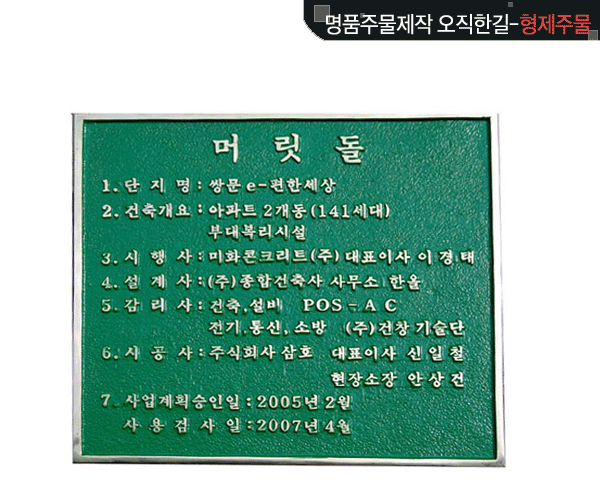 명품주물제작 오직한길-형제주물
머릿돌
1. 단 지 명 : 쌍문 e-편한세상
2. 건축개요 : 아파트 2개동(141세대)
부대복리시설
3. 시 행 사 : 미화콘크리트(주) 대표이사 이 경 태
4. 설 계 사 : (주)종합건축사 사무소 한울
5. 감 리 사 : 건축,설비 POS-A C
전기,통신,소방 (주)건창기술단
6. 시 공 사 : 주식회사 삼호 대표이사 신 일 철
현장소장 안 상 건
7. 사업계획승인일 : 2005년 2월
사 용 검 사 일 : 2007년 4월